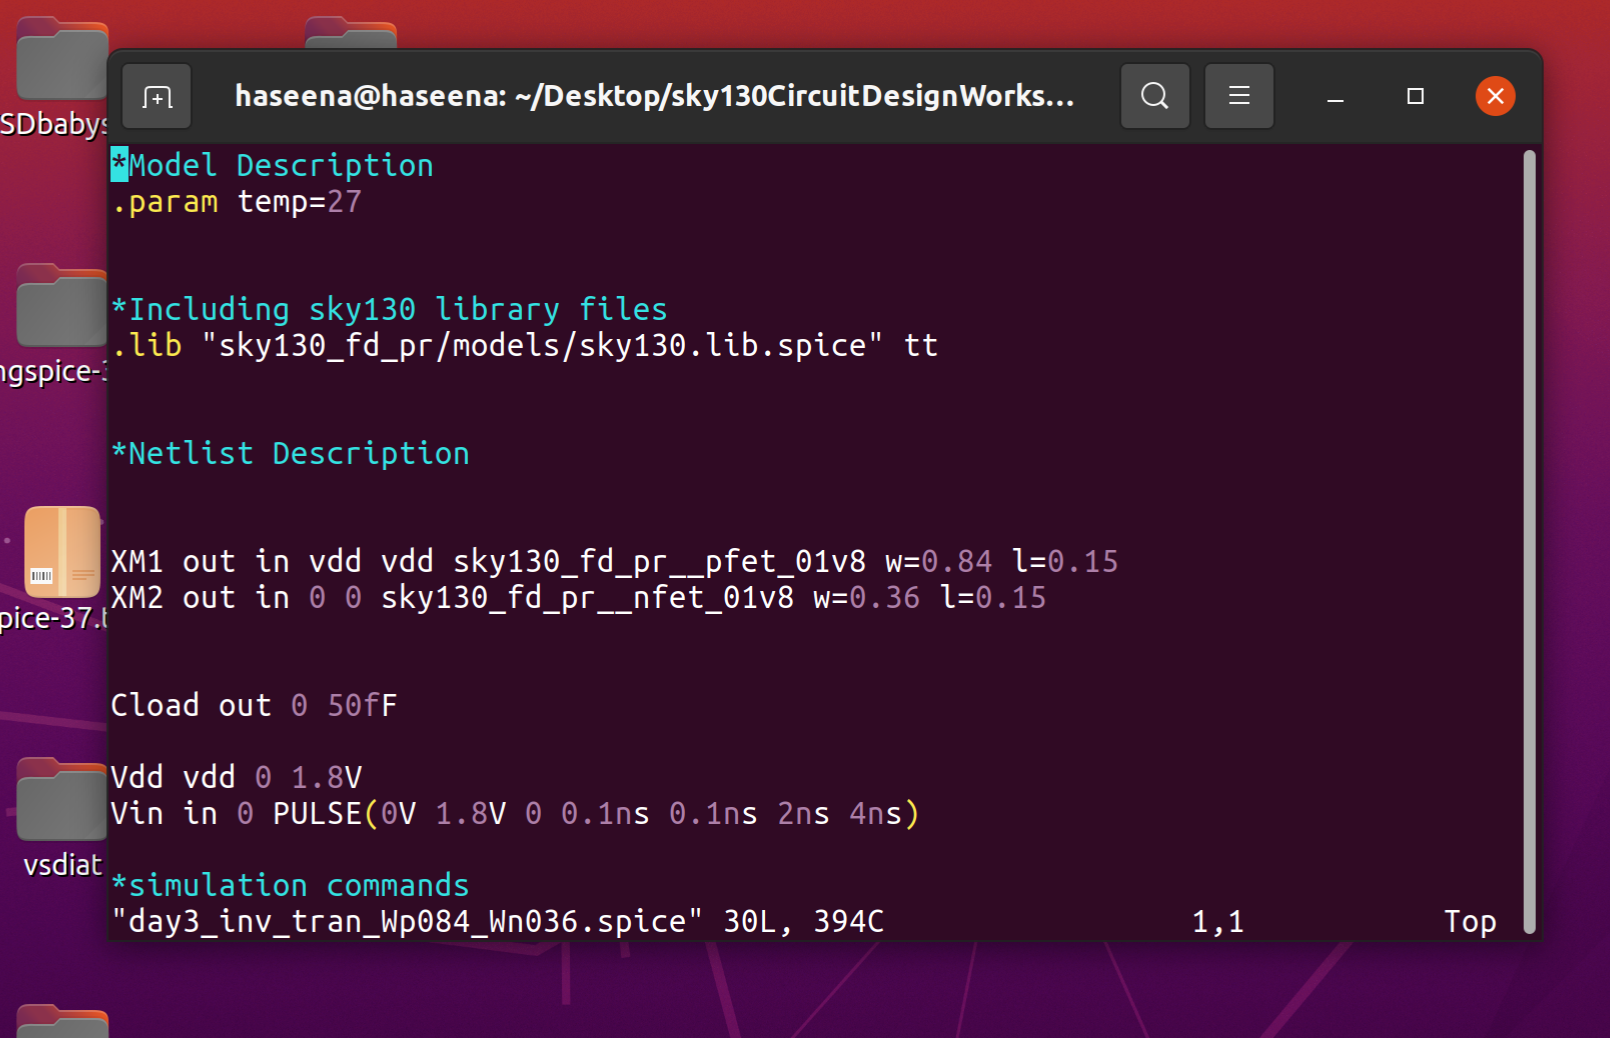 haseena@haseena: ~/Desktop/sky130CircuitDesignWorks...
*Model Description
.param temp=27
*Including sky130 library files
.lib "sky130_fd_pr/models/sky130.lib.spice" tt
*Netlist Description
XM1 out in vdd vdd sky130_fd_pr__pfet_01v8 w=0.84 l=0.15
XM2 out in 0 0 sky130_fd_pr__nfet_01v8 w=0.36 l=0.15
Cload out 0 50fF
Vdd vdd 0 1.8V
Vin in 0 PULSE(0V 1.8V 0 0.1ns 0.1ns 2ns 4ns)
*simulation commands
"day3_inv_tran_Wp084_Wn036.spice" 30L, 394C 1,1 Top
SDbabys
ngspice-3
pice-37.t
vsdiat